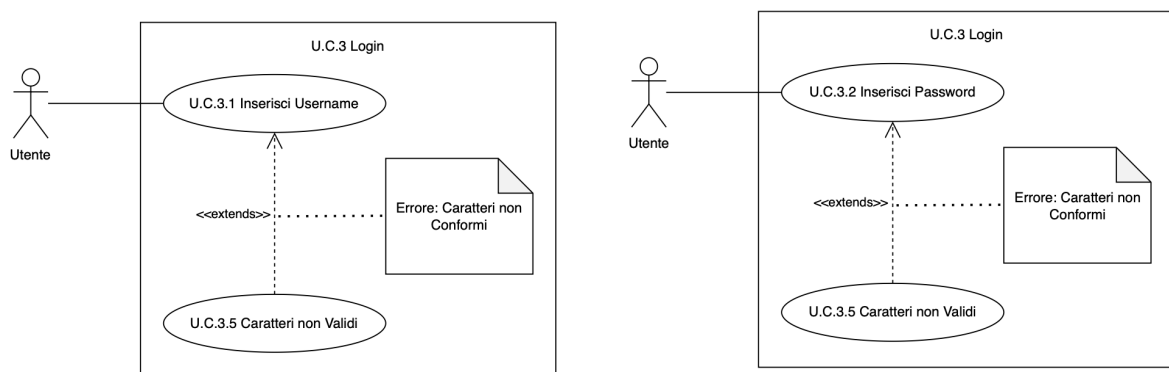 U.C.3 Login
U.C.3.1 Inserisci Username
Utente
<<extends>>
Errore: Caratteri non
Conformi
U.C.3.5 Caratteri non Validi
U.C.3 Login
U.C.3.2 Inserisci Password
Utente
<<extends>>
Errore: Caratteri non
Conformi
U.C.3.5 Caratteri non Validi